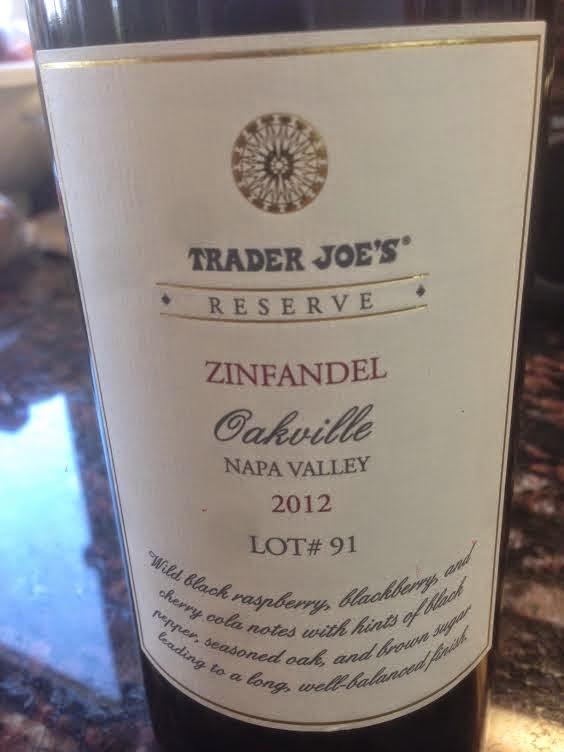 TRADER JOE'S®
RESERVE
ZINFANDEL
Oakville
NAPA VALLEY
2012
LOT# 91
Wild black raspberry, blackberry, and
cherry cola notes with hints of black
pepper, seasoned oak, and brown sugar
leading to a long, well-balanced finish.